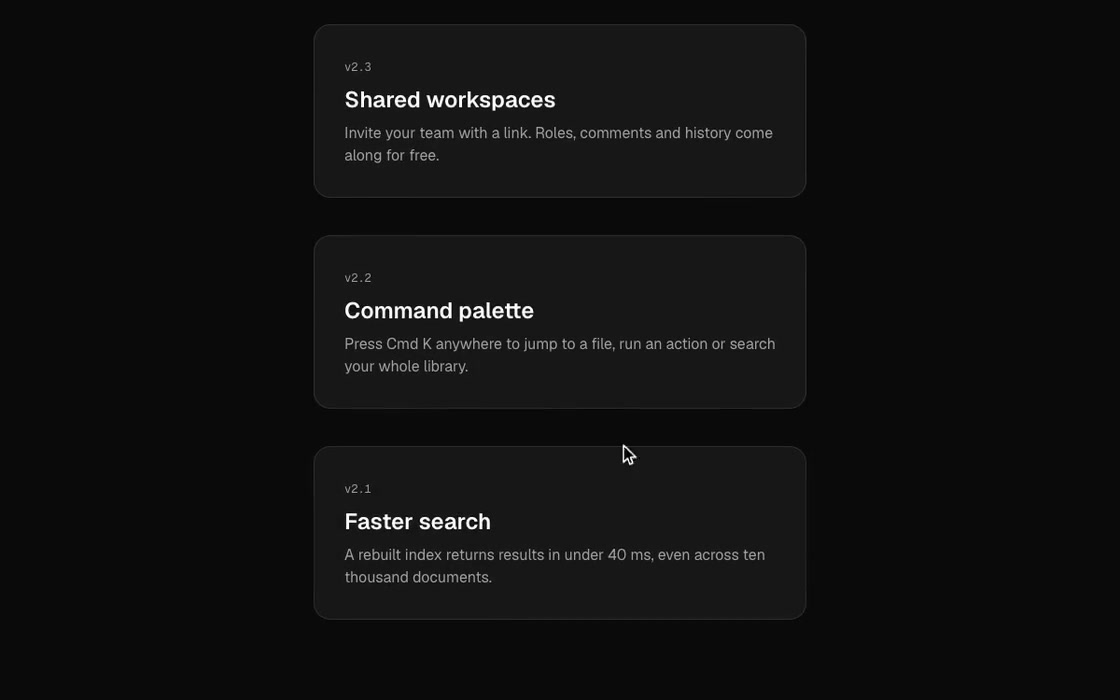 v2.3
Shared workspaces
Invite your team with a link. Roles, comments and history come
along for free.
v2.2
Command palette
Press Cmd K anywhere to jump to a file, run an action or search
your whole library.
v2.1
Faster search
A rebuilt index returns results in under 40 ms, even across ten
thousand documents.